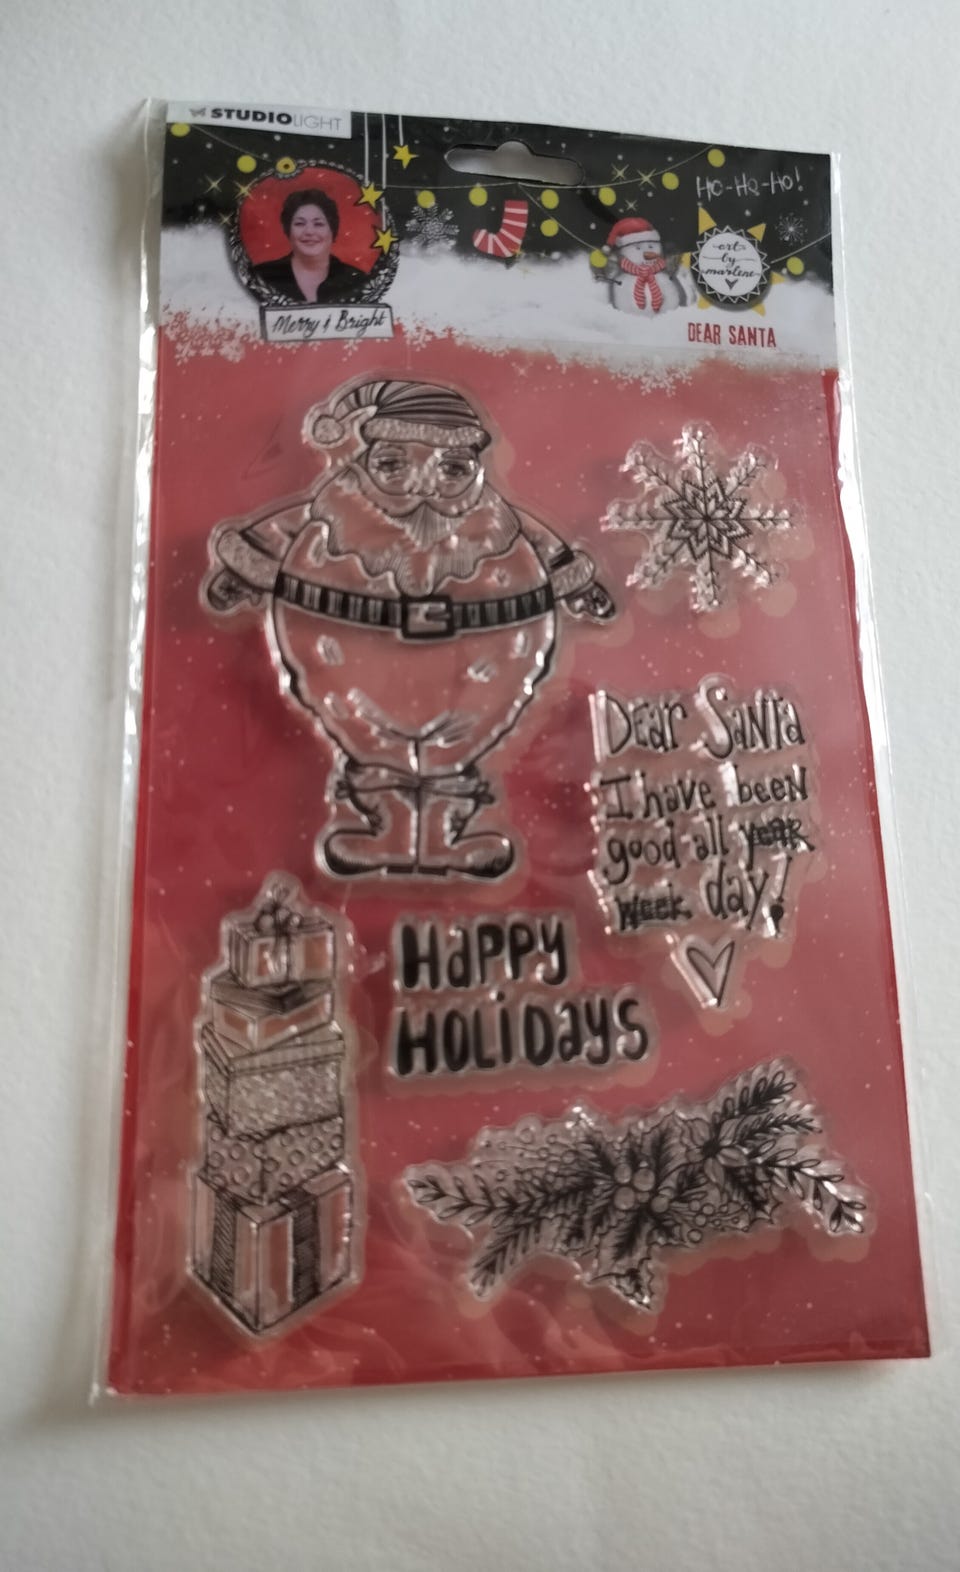 STUDIOLIGHT
HO-HO-HO!
art
by
marlene
Merry & Bright
DEAR SANTA
Dear Santa
I have been
good all year
week day!
Happy
Holidays